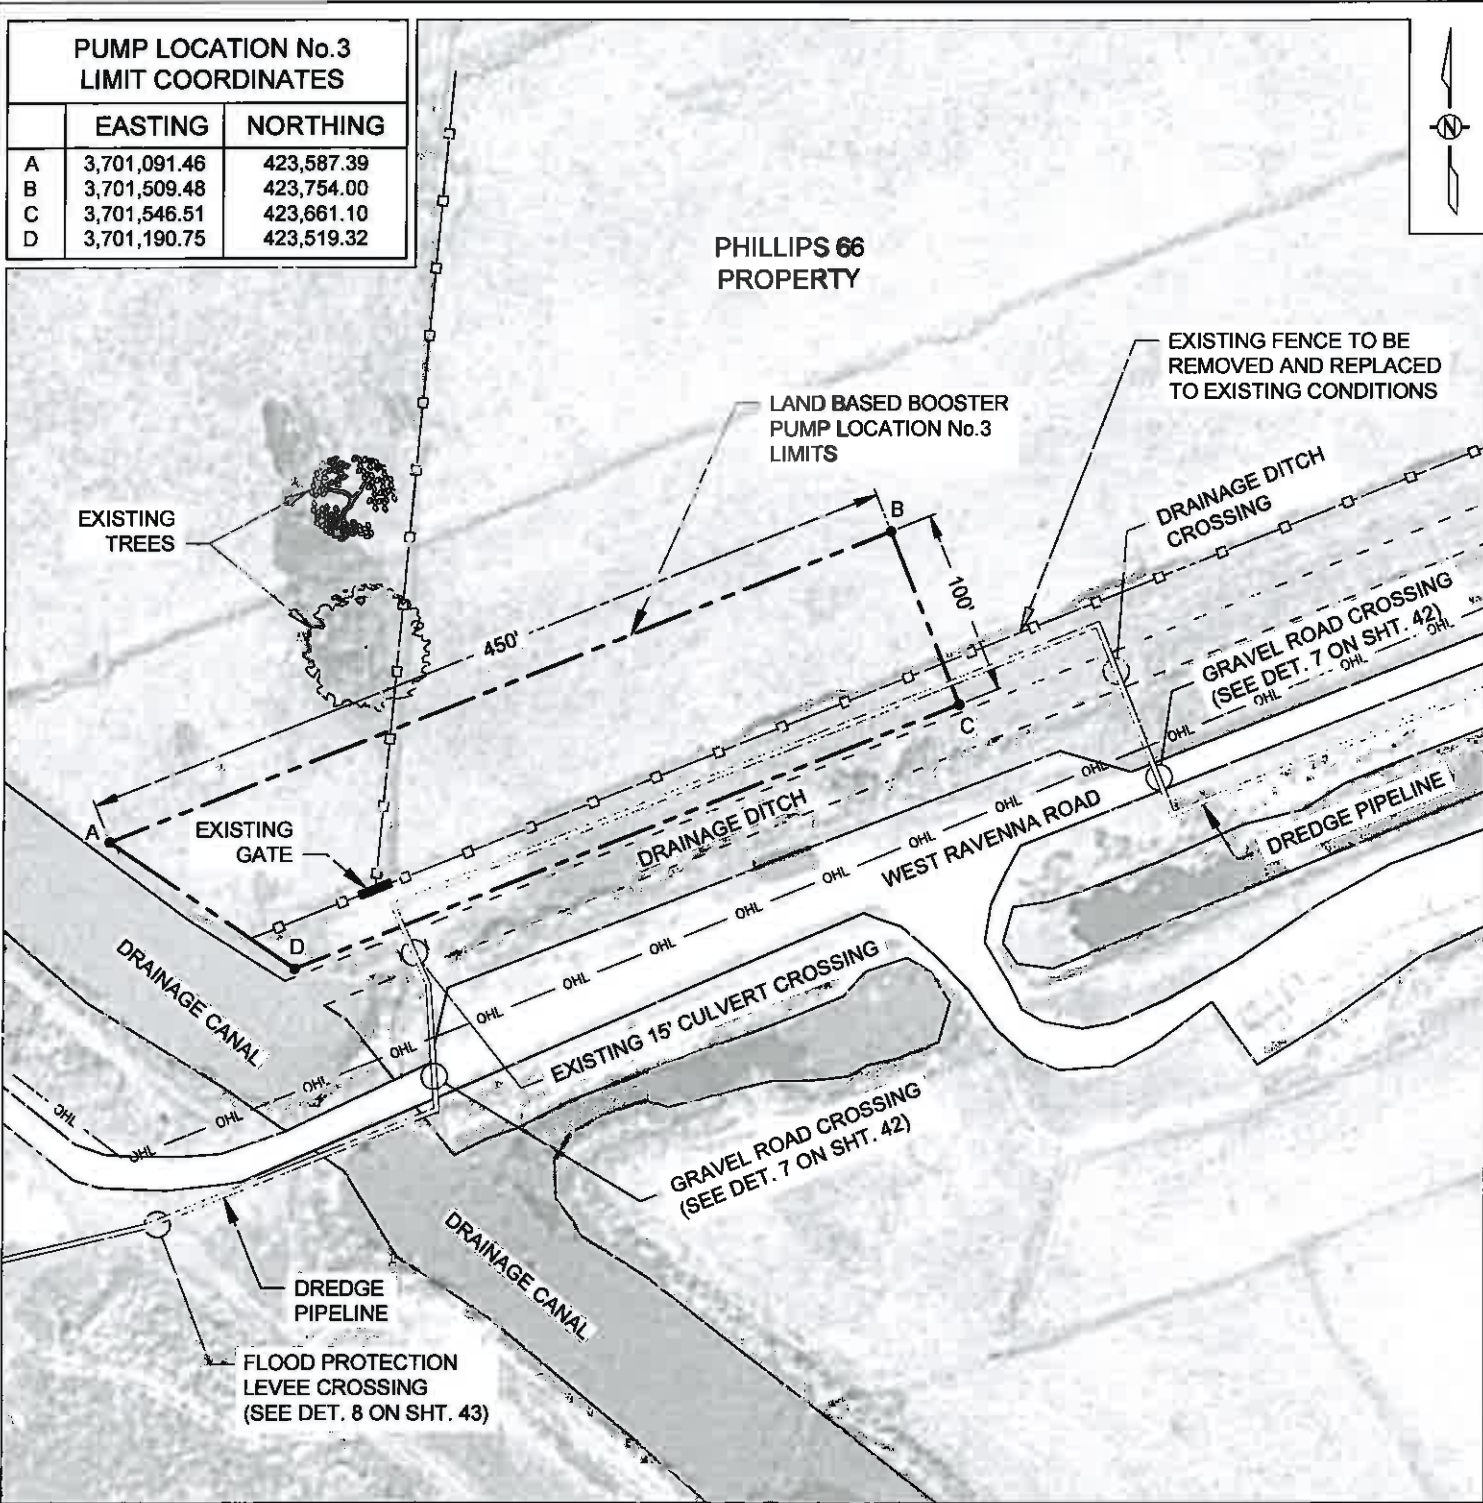 PUMP LOCATION No.3
LIMIT COORDINATES
EASTING NORTHING
A 3,701,091.46 423,587.39
B 3,701,509.48 423,754.00
C 3,701,546.51 423,661.10
D 3,701,190.75 423,519.32
N
PHILLIPS 66
PROPERTY
EXISTING FENCE TO BE
REMOVED AND REPLACED
TO EXISTING CONDITIONS
LAND BASED BOOSTER
PUMP LOCATION No.3
LIMITS
DRAINAGE DITCH
CROSSING
EXISTING
TREES
B
100'
450'
GRAVEL ROAD CROSSING
(SEE DET. 7 ON SHT. 42)
OHL
OHL
OHL
OHL
C
A
EXISTING
GATE
DRAINAGE DITCH
OHL
OHL
OHL
OHL
OHL
OHL
OHL
OHL
WEST RAVENNA ROAD
DREDGE PIPELINE
D
DRAINAGE CANAL
OHL
OHL
OHL
OHL
OHL
OHL
EXISTING 15' CULVERT CROSSING
GRAVEL ROAD CROSSING
(SEE DET. 7 ON SHT. 42)
DRAINAGE CANAL
DREDGE
PIPELINE
FLOOD PROTECTION
LEVEE CROSSING
(SEE DET. 8 ON SHT. 43)